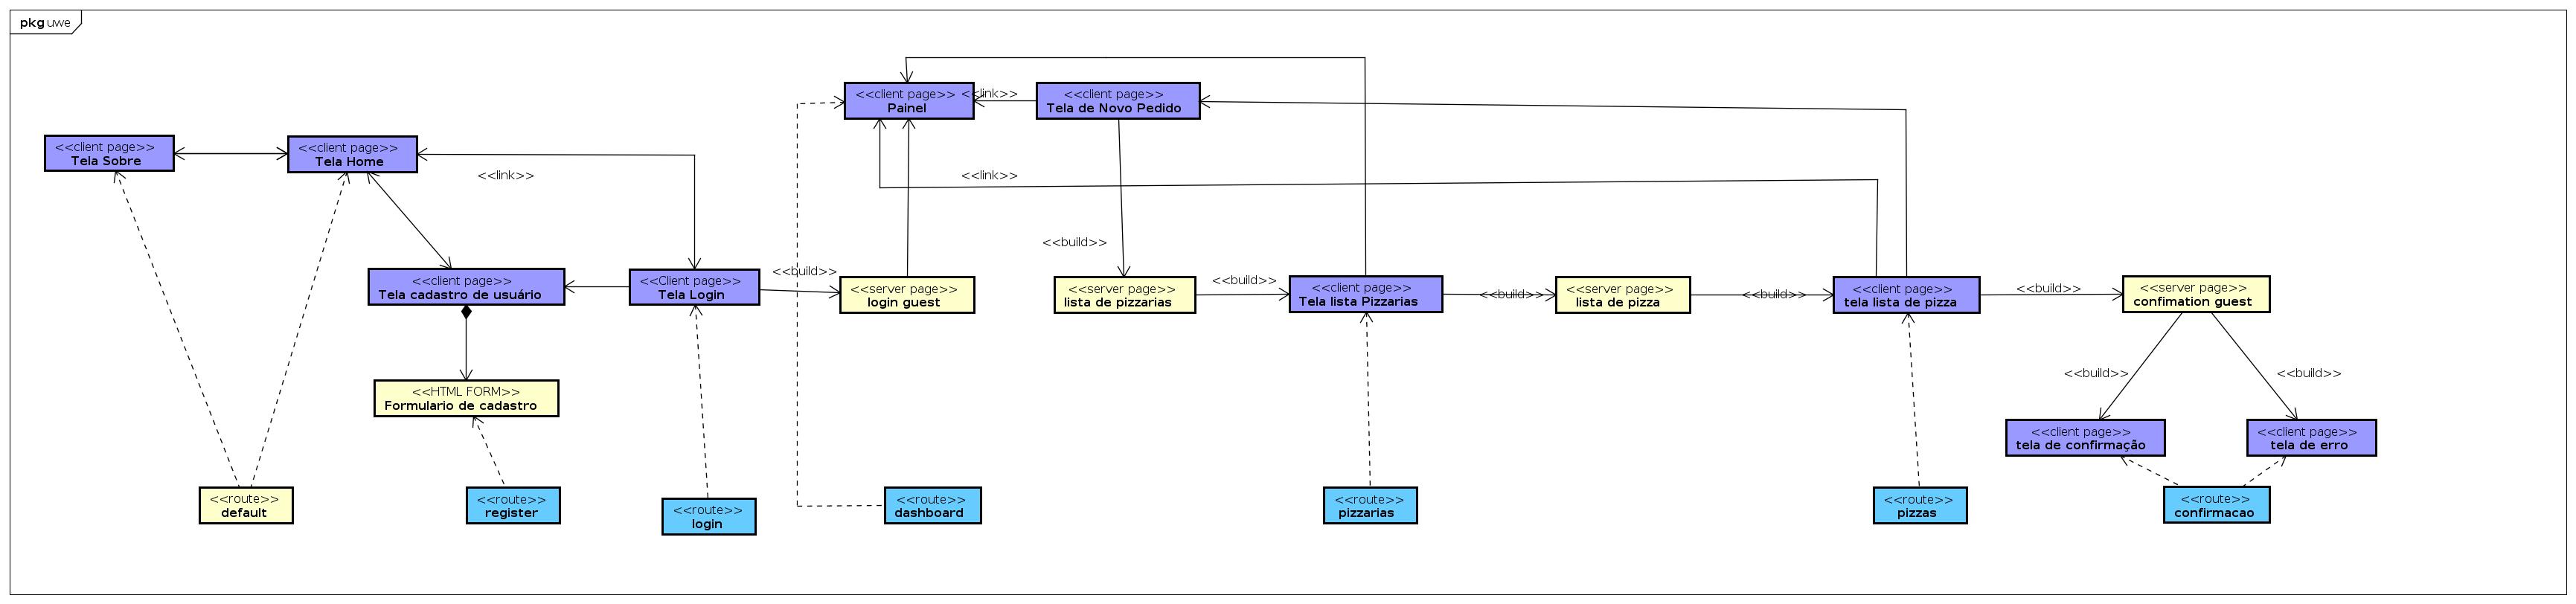 pkg uwe
<<client page>>
Painel
<<link>>
<<client page>>
Tela de Novo Pedido
<<client page>>
Tela Sobre
<<client page>>
Tela Home
<<link>>
<<link>>
<<build>>
<<client page>>
Tela cadastro de usuário
<<Client page>>
Tela Login
<<build>>
<<server page>>
login guest
<<server page>>
lista de pizzarias
<<build>>
<<client page>>
Tela lista Pizzarias
<<build>>
<<server page>>
lista de pizza
<<build>>
<<client page>>
tela lista de pizza
<<build>>
<<server page>>
confimation guest
<<build>>
<<build>>
<<HTML FORM>>
Formulario de cadastro
<<client page>>
tela de confirmação
<<client page>>
tela de erro
<<route>>
default
<<route>>
register
<<route>>
login
<<route>>
dashboard
<<route>>
pizzarias
<<route>>
pizzas
<<route>>
confirmacao